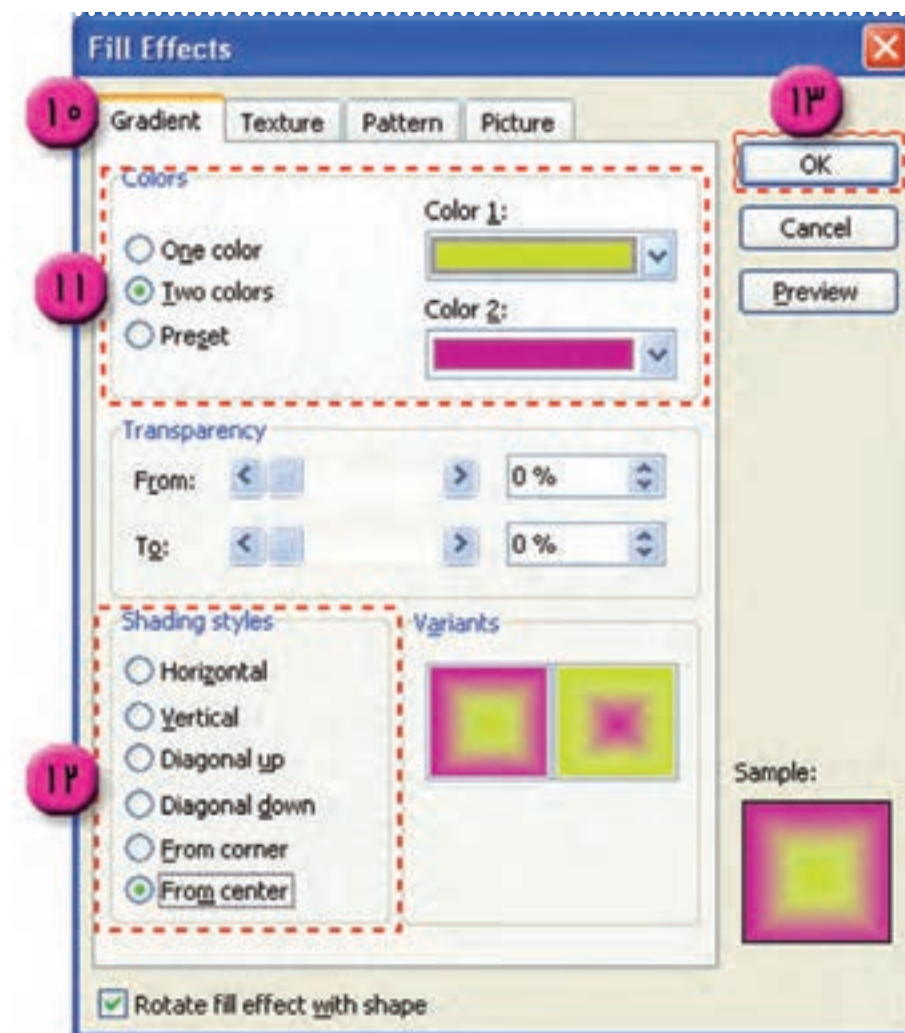 Fill Effects
۱۰
Gradient Texture Pattern Picture
۱۳
OK
Cancel
Preview
Colors
۱۱
One color
Two colors
Preset
Color 1:
Color 2:
Transparency
From: 0 %
To: 0 %
Shading styles
۱۲
Horizontal
Vertical
Diagonal up
Diagonal down
From corner
From center
Variants
Sample:
Rotate fill effect with shape